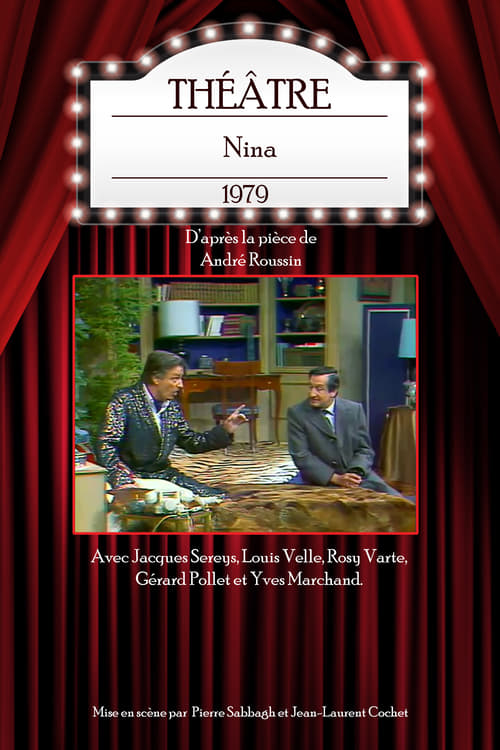 THÉÂTRE
Nina
1979
D'après la pièce de
André Roussin
Avec Jacques Sereys, Louis Velle, Rosy Varte,
Gérard Pollet et Yves Marchand.
Mise en scène par Pierre Sabbagh et Jean-Laurent Cochet